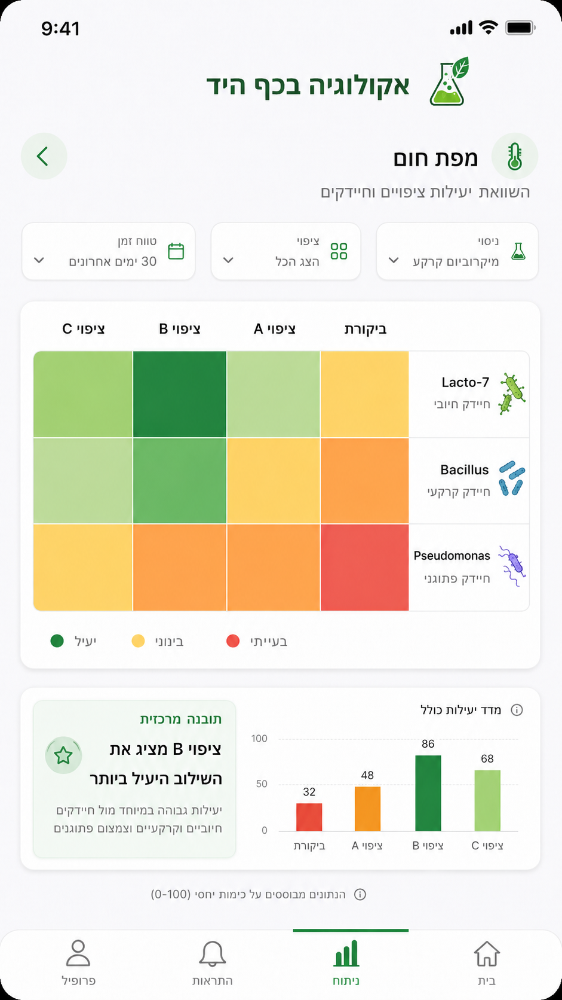 9:41
אקולוגיה בכף היד
מפת חום
השוואת יעילות ציפויים וחיידקים
ניסוי
מיקרוביום קרקע
ציפוי
הצג הכל
טווח זמן
30 ימים אחרונים
ביקורת ציפוי A ציפוי B ציפוי C
Lacto-7
חיידק חיובי
Bacillus
חיידק קרקעי
Pseudomonas
חיידק פתוגני
בעייתי בינוני יעיל
מדד יעילות כולל
100
50
0
32 48 86 68
ביקורת ציפוי A ציפוי B ציפוי C
תובנה מרכזית
ציפוי B מציג את
השילוב היעיל ביותר
יעילות גבוהה במיוחד מול חיידקים
חיוביים וקרקעיים וצמצום פתוגנים
הנתונים מבוססים על כימות יחסי (0-100)
בית ניתוח התראות פרופיל